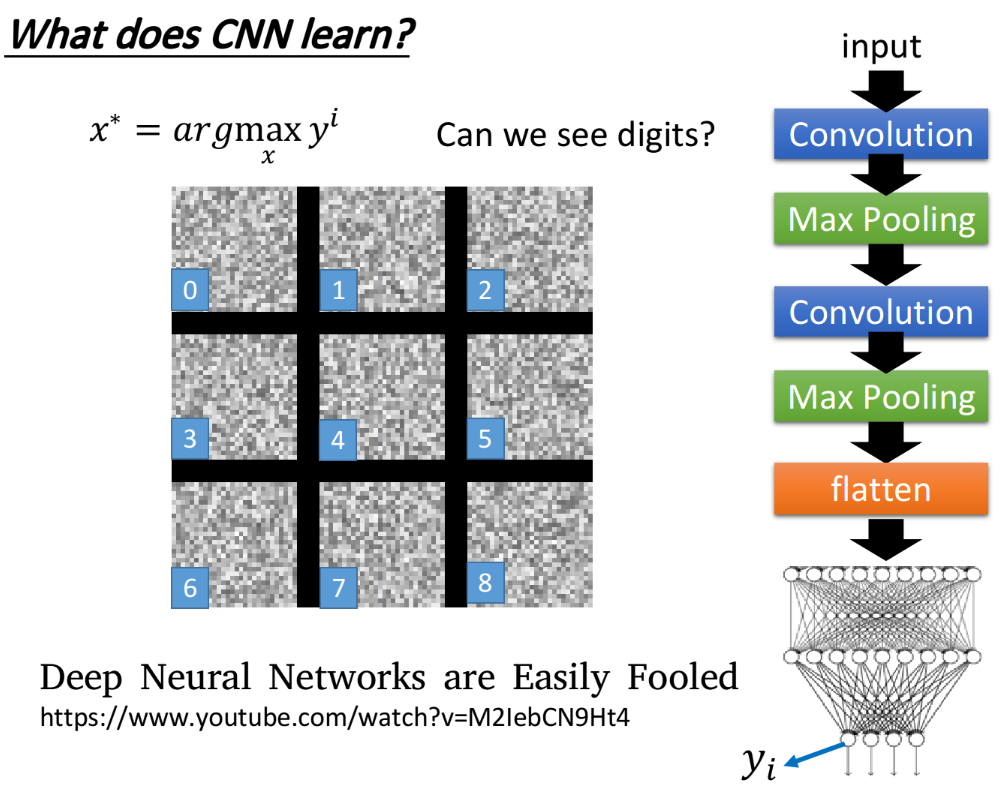 What does CNN learn?
x* = argmax y^i
x
Can we see digits?
0
1
2
3
4
5
6
7
8
Deep Neural Networks are Easily Fooled
https://www.youtube.com/watch?v=M2IebCN9Ht4
input
Convolution
Max Pooling
Convolution
Max Pooling
flatten
y_i